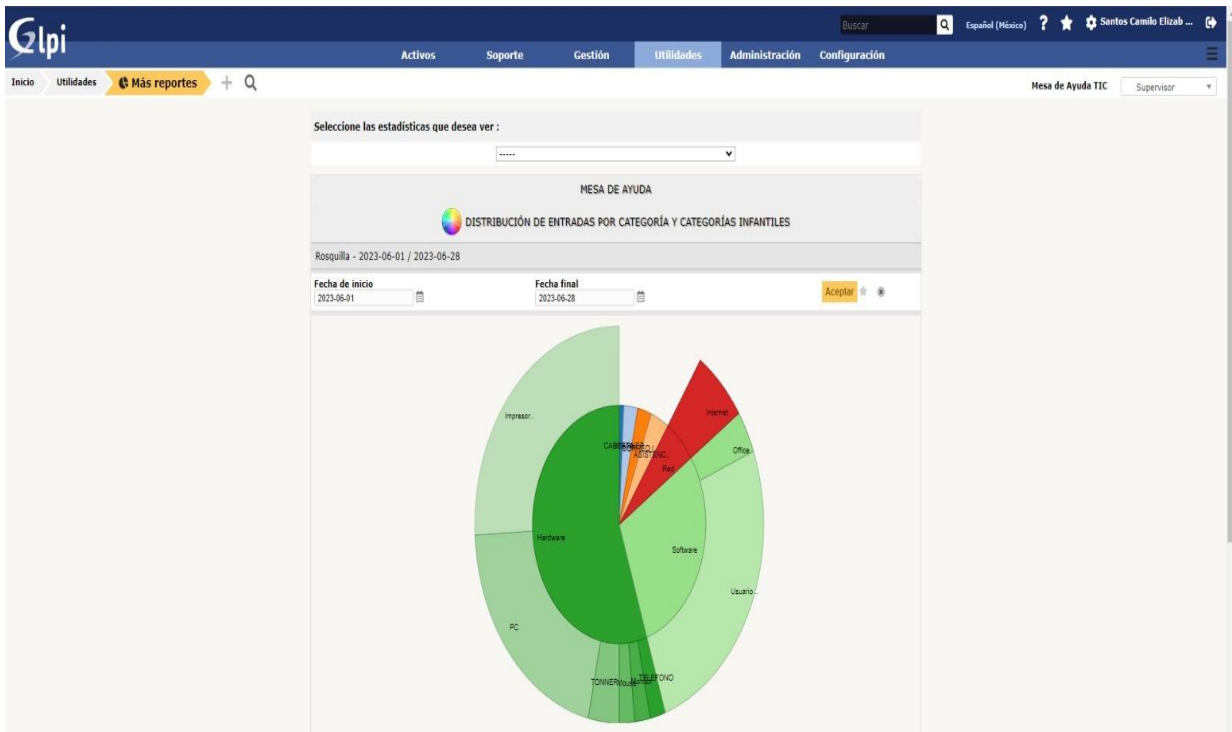 Glpi
Buscar
Español (México)
?
Santos Camilo Elizab ...
Activos Soporte Gestión Utilidades Administración Configuración
Inicio Utilidades Más reportes
Mesa de Ayuda TIC Supervisor
Seleccione las estadísticas que desea ver :
-----
MESA DE AYUDA
DISTRIBUCIÓN DE ENTRADAS POR CATEGORÍA Y CATEGORÍAS INFANTILES
Rosquilla - 2023-06-01 / 2023-06-28
Fecha de inicio Fecha final
2023-06-01 2023-06-28 Aceptar
Impresor..
Internet
ASISTENC..
Office..
Red
Hardware
Software
Usuario..
PC
TELEFONO
TONNER Mouse